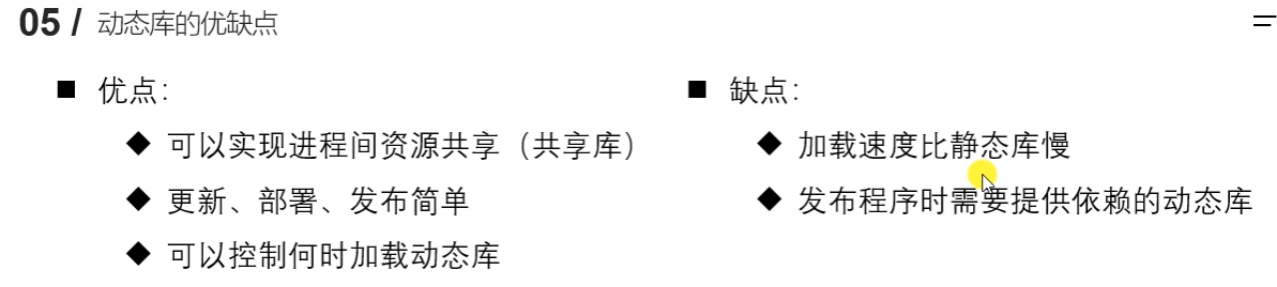 05 / 动态库的优缺点
优点:
可以实现进程间资源共享（共享库）
更新、部署、发布简单
可以控制何时加载动态库
缺点:
加载速度比静态库慢
发布程序时需要提供依赖的动态库